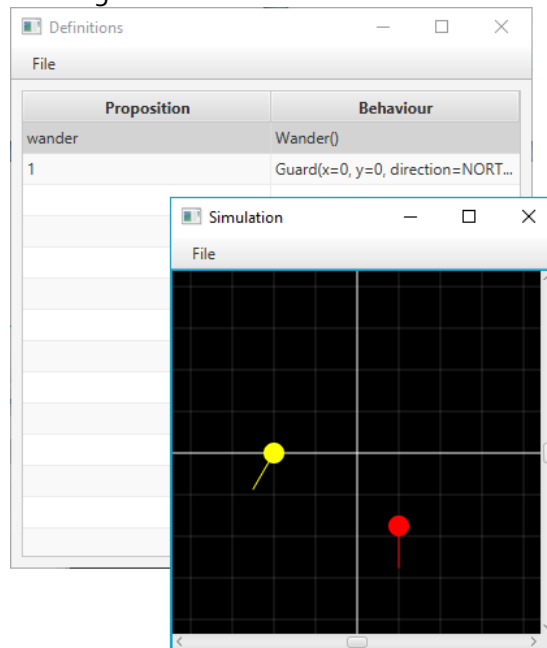 Definitions
File
Proposition Behaviour
wander Wander()
1 Guard(x=0, y=0, direction=NORT...
Simulation
File